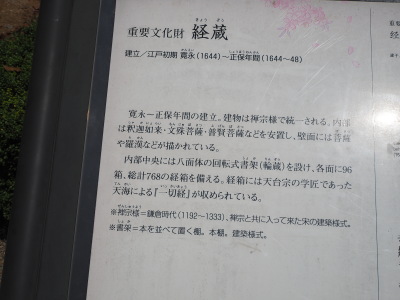 重要文化財 経蔵
建立／江戸初期 寛永(1644)～正保年間(1644～48)
寛永－正保年間の建立。建物は禅宗様で統一される。内部
は釈迦如来・文殊菩薩・普賢菩薩などを安置し、壁面には菩薩
や羅漢などが描かれている。
内部中央には八面体の回転式書架(輪蔵)を設け、各面に96
箱、総計768の経箱を備える。経箱には天台宗の学匠であった
天海による『一切経』が収められている。
※禅宗様＝鎌倉時代(1192～1333)、禅宗と共に入って来た宋の建築様式。
※書架＝本を並べて置く棚。本棚。建築様式。